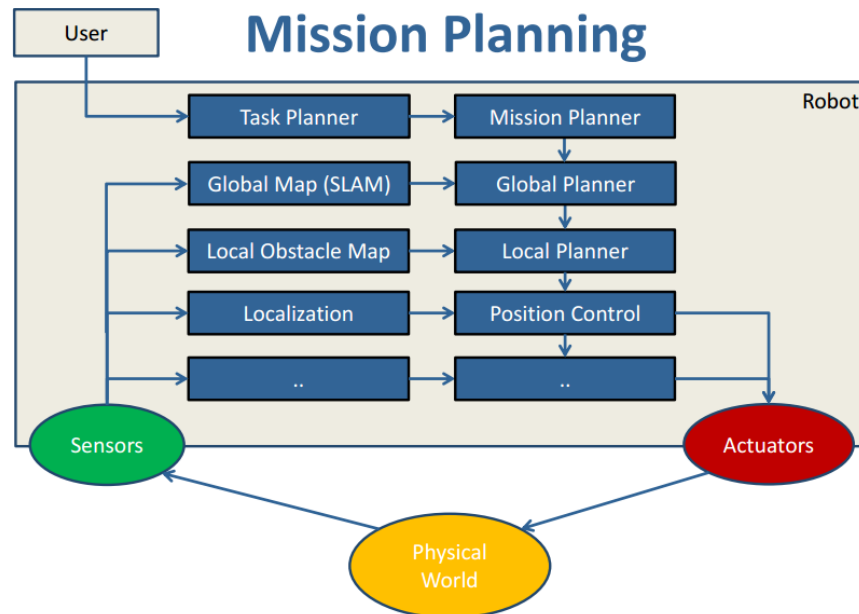 User
Mission Planning
Robot
Task Planner
Mission Planner
Global Map (SLAM)
Global Planner
Local Obstacle Map
Local Planner
Localization
Position Control
..
..
Sensors
Actuators
Physical
World